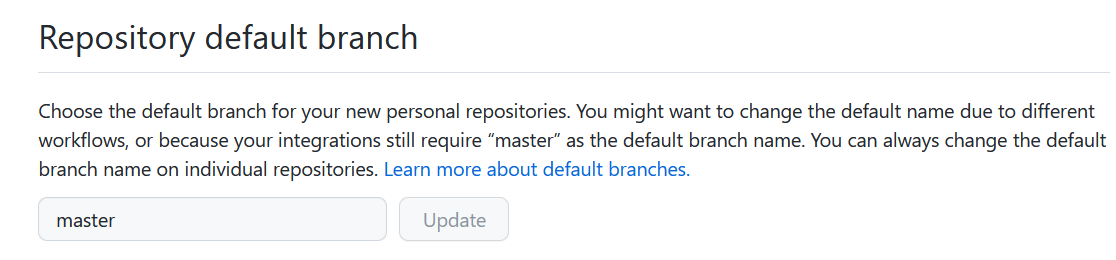 Repository default branch
Choose the default branch for your new personal repositories. You might want to change the default name due to different
workflows, or because your integrations still require “master” as the default branch name. You can always change the default
branch name on individual repositories. Learn more about default branches.
master Update